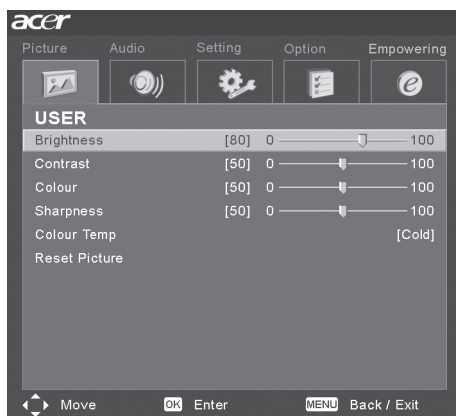 acer
Picture Audio Setting Option Empowering
e
USER
Brightness [80] 0 100
Contrast [50] 0 100
Colour [50] 0 100
Sharpness [50] 0 100
Colour Temp [Cold]
Reset Picture
Move OK Enter MENU Back / Exit